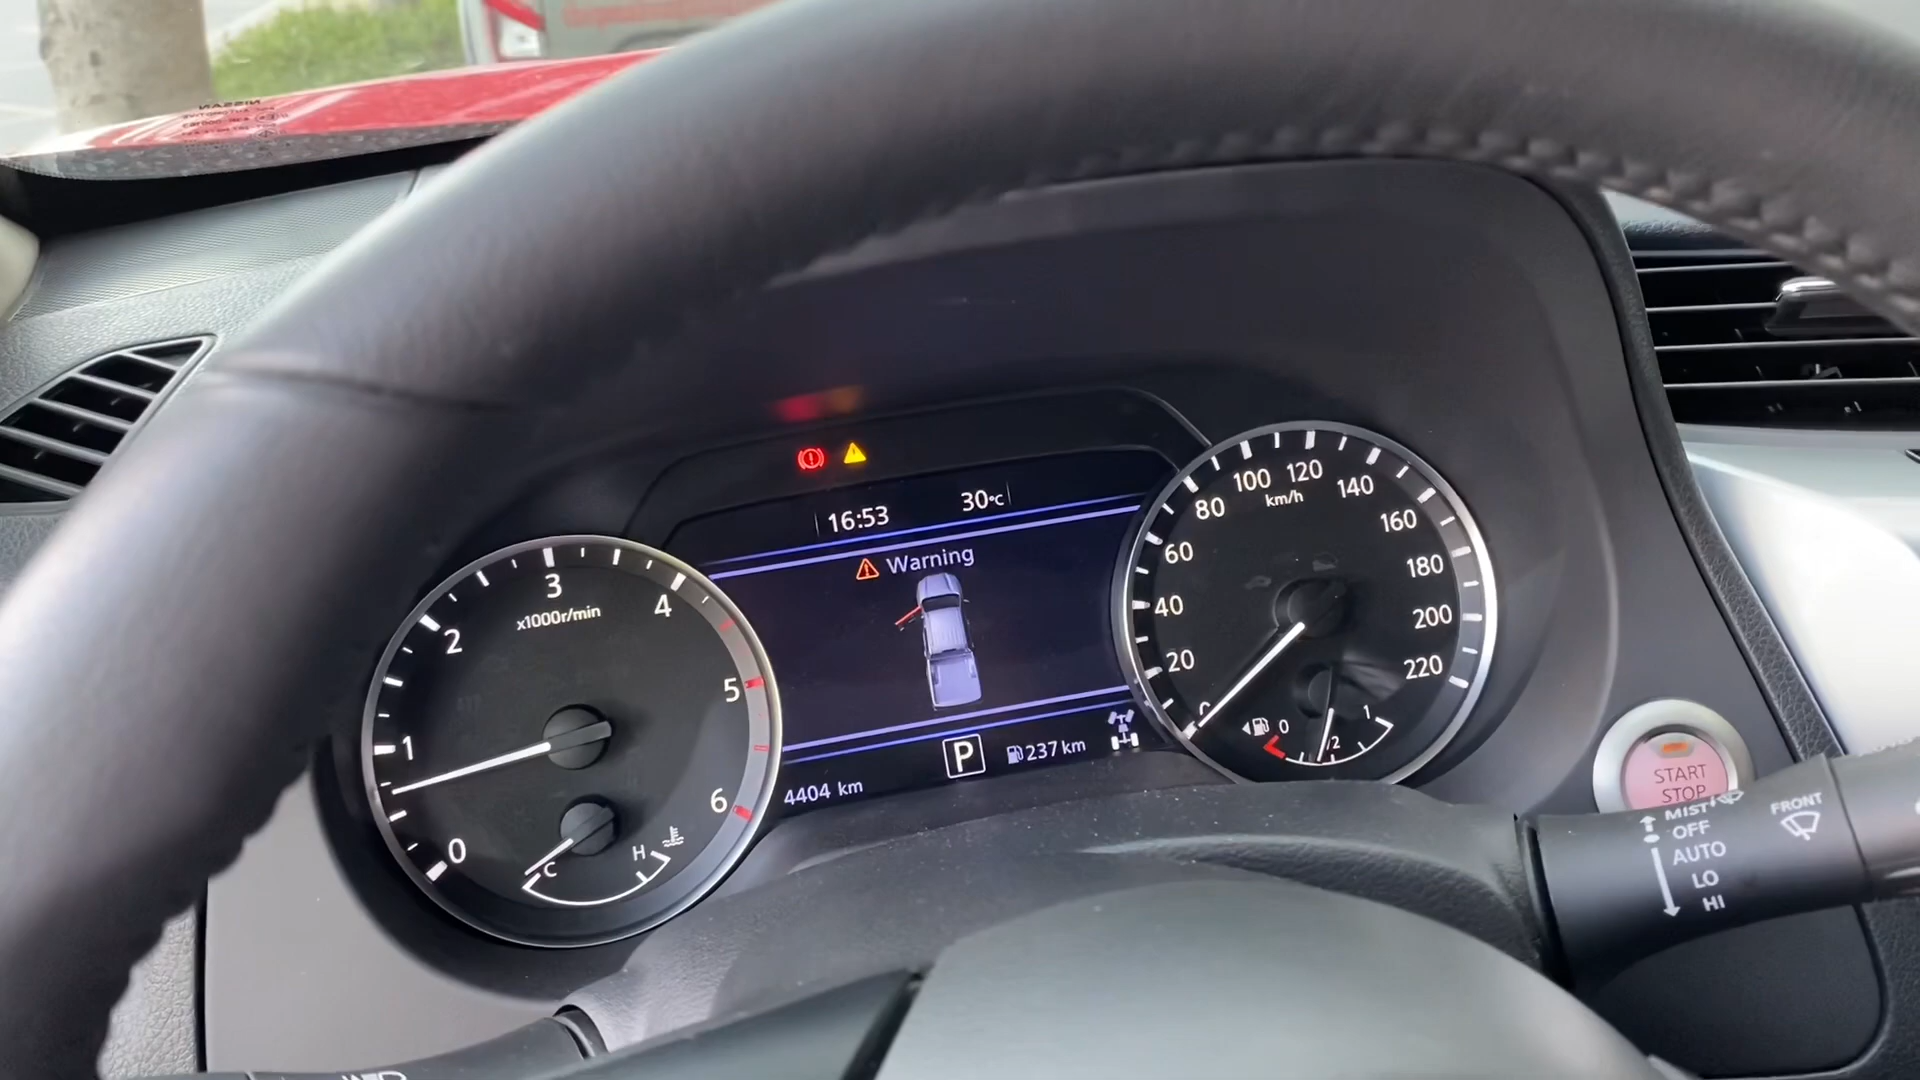 NISSAN
16:53
30°C
Warning
3
x1000r/min
4
2
5
1
6
0
C
H
100
120
80
km/h
140
60
160
40
180
20
200
220
0
1/2
1
P
237 km
4404 km
START
STOP
MIST
OFF
AUTO
LO
HI
FRONT